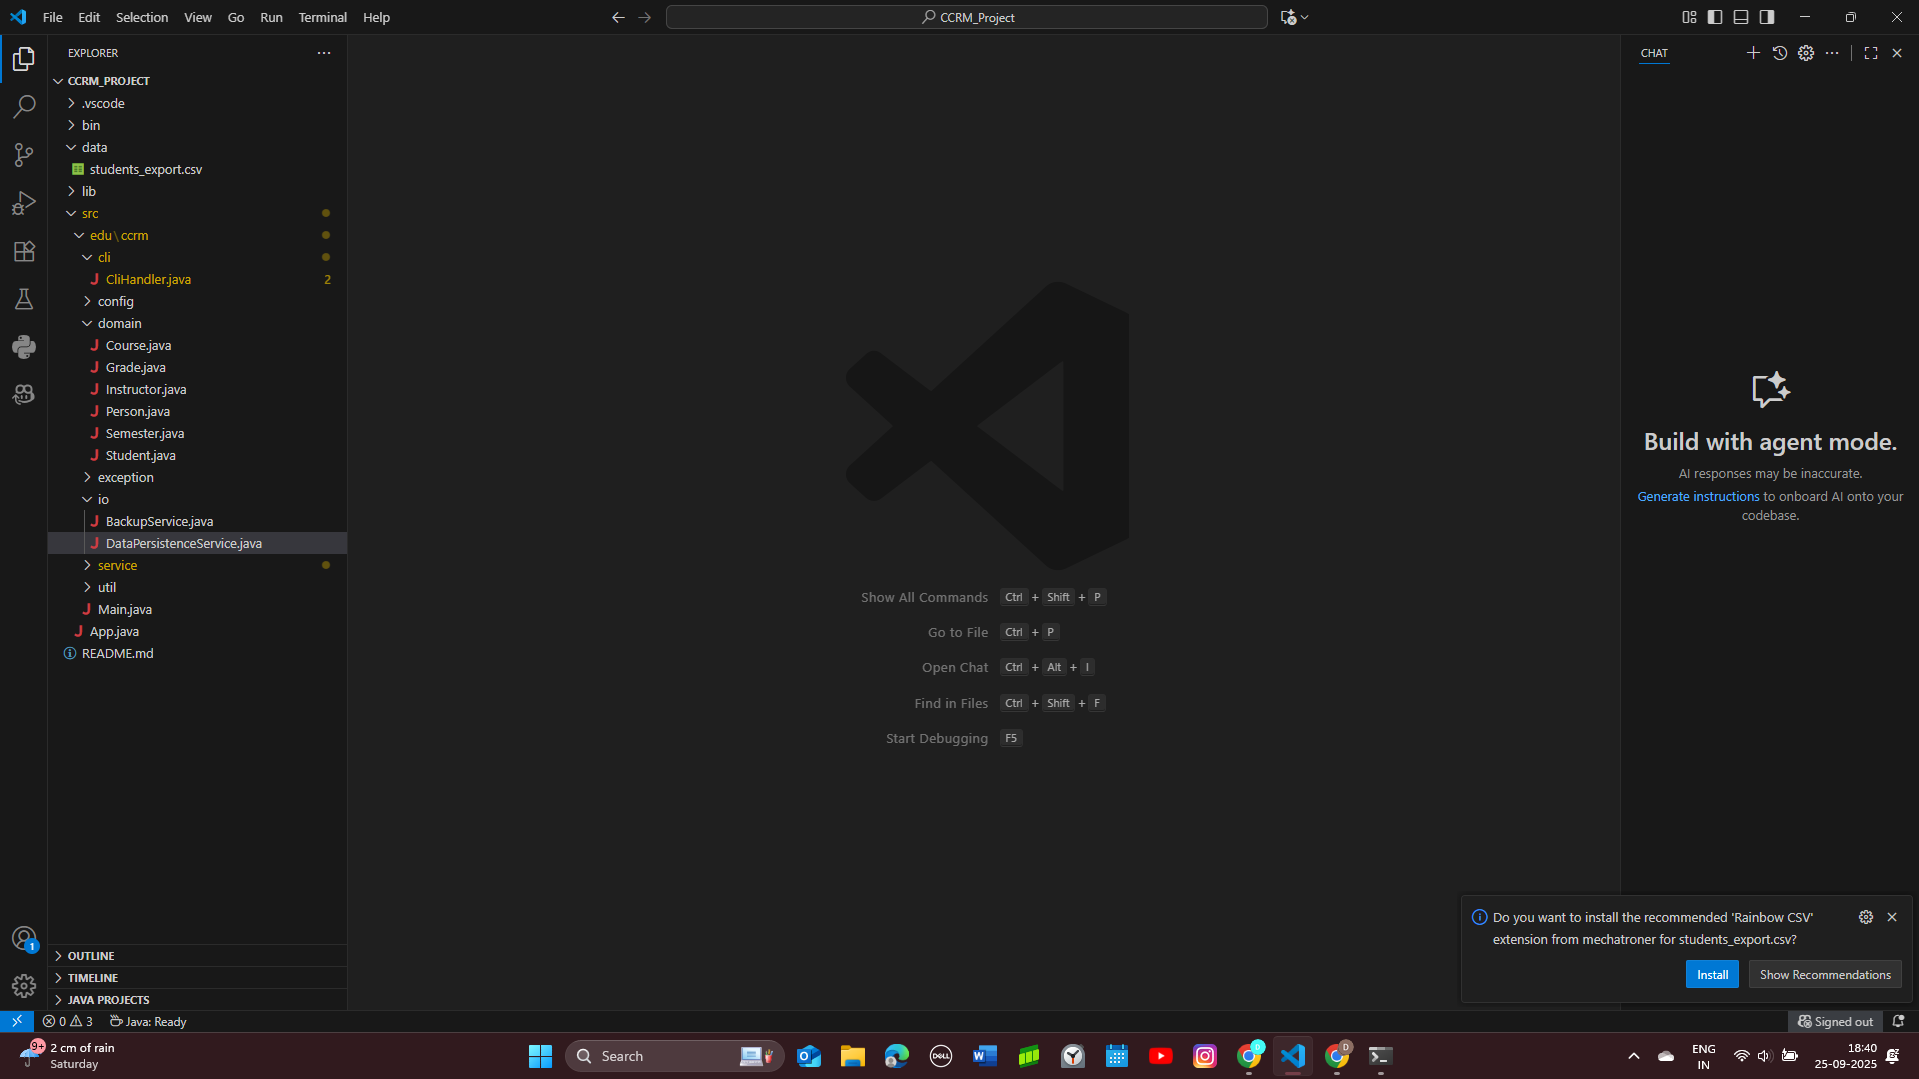 File Edit Selection View Go Run Terminal Help
CCRM_Project
EXPLORER
CCRM_PROJECT
.vscode
bin
data
students_export.csv
lib
src
edu\ccrm
cli
CliHandler.java 2
config
domain
Course.java
Grade.java
Instructor.java
Person.java
Semester.java
Student.java
exception
io
BackupService.java
DataPersistenceService.java
service
util
Main.java
App.java
README.md
OUTLINE
TIMELINE
JAVA PROJECTS
1
Show All Commands Ctrl + Shift + P
Go to File Ctrl + P
Open Chat Ctrl + Alt + I
Find in Files Ctrl + Shift + F
Start Debugging F5
CHAT
Build with agent mode.
AI responses may be inaccurate.
Generate instructions to onboard AI onto your
codebase.
Do you want to install the recommended 'Rainbow CSV'
extension from mechatroner for students_export.csv?
Install Show Recommendations
0 3 Java: Ready
Signed out
9+
2 cm of rain
Saturday
Search
DELL
D
D
ENG
IN
18:40
25-09-2025